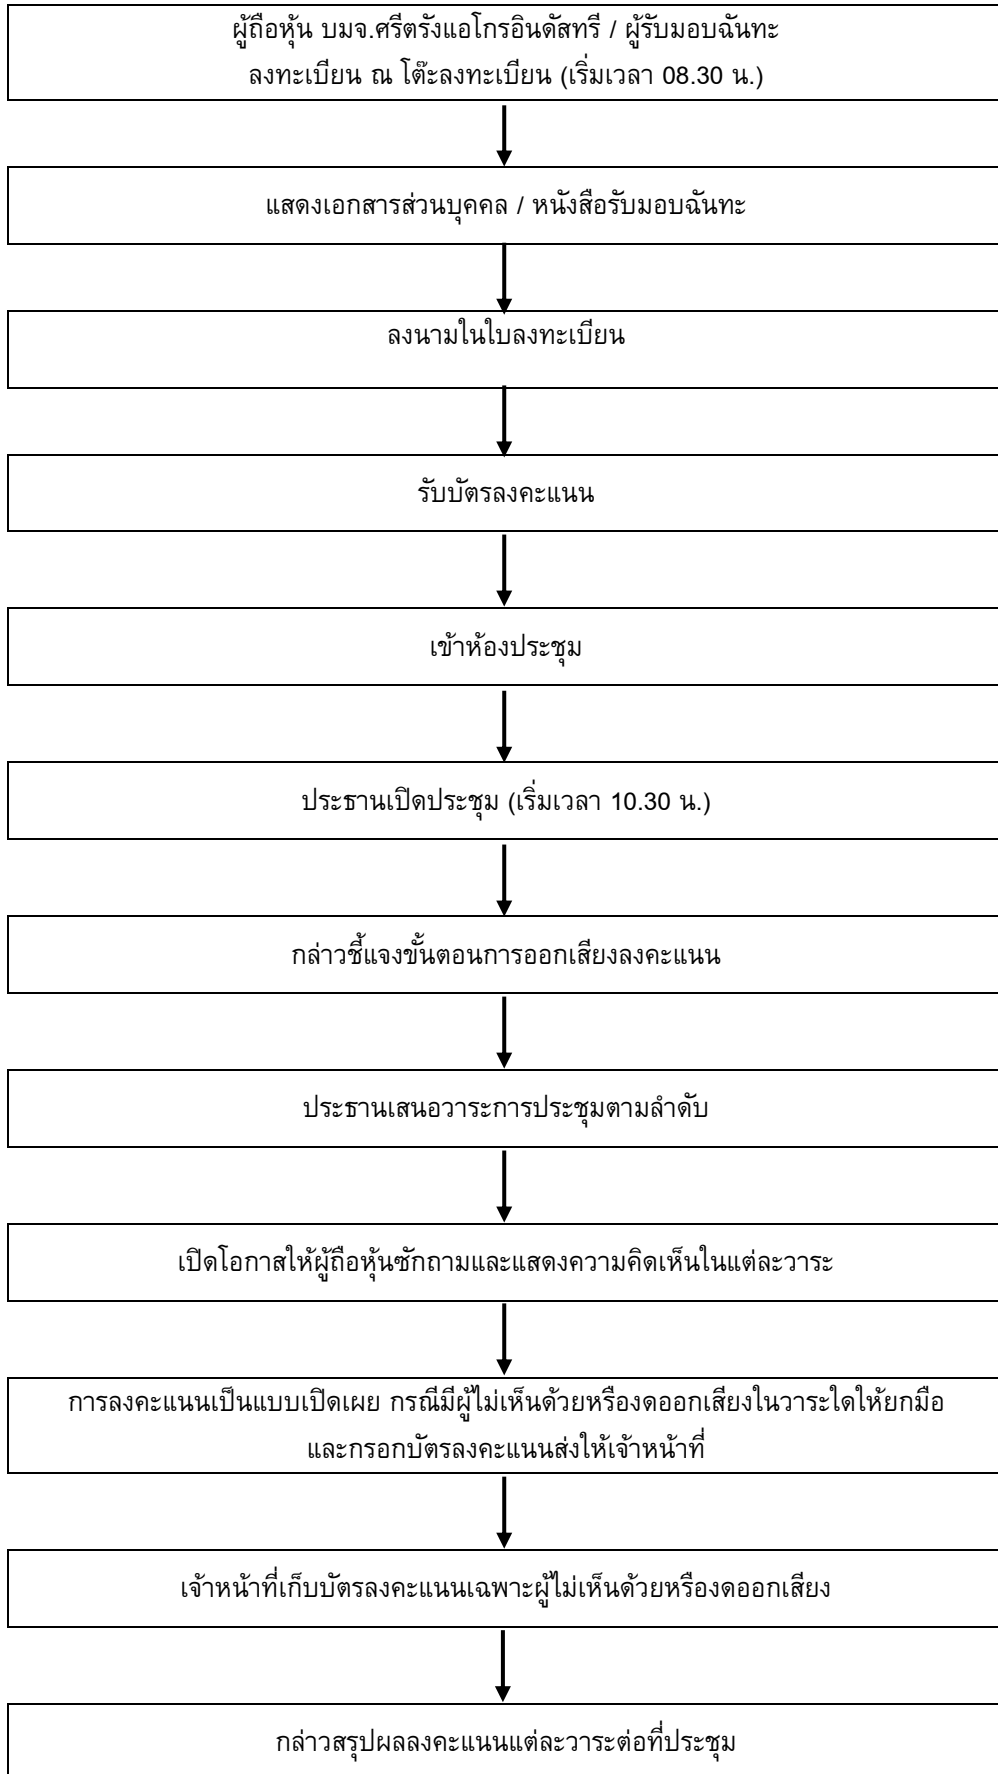 ผู้ถือหุ้น บมจ.ศรีตรังแอโกรอินดัสทรี / ผู้รับมอบฉันทะ
ลงทะเบียน ณ โต๊ะลงทะเบียน (เริ่มเวลา 08.30 น.)
แสดงเอกสารส่วนบุคคล / หนังสือรับมอบฉันทะ
ลงนามในใบลงทะเบียน
รับบัตรลงคะแนน
เข้าห้องประชุม
ประธานเปิดประชุม (เริ่มเวลา 10.30 น.)
กล่าวชี้แจงขั้นตอนการออกเสียงลงคะแนน
ประธานเสนอวาระการประชุมตามลำดับ
เปิดโอกาสให้ผู้ถือหุ้นซักถามและแสดงความคิดเห็นในแต่ละวาระ
การลงคะแนนเป็นแบบเปิดเผย กรณีมีผู้ไม่เห็นด้วยหรืองดออกเสียงในวาระใดให้ยกมือ
และกรอกบัตรลงคะแนนส่งให้เจ้าหน้าที่
เจ้าหน้าที่เก็บบัตรลงคะแนนเฉพาะผู้ไม่เห็นด้วยหรืองดออกเสียง
กล่าวสรุปผลลงคะแนนแต่ละวาระต่อที่ประชุม